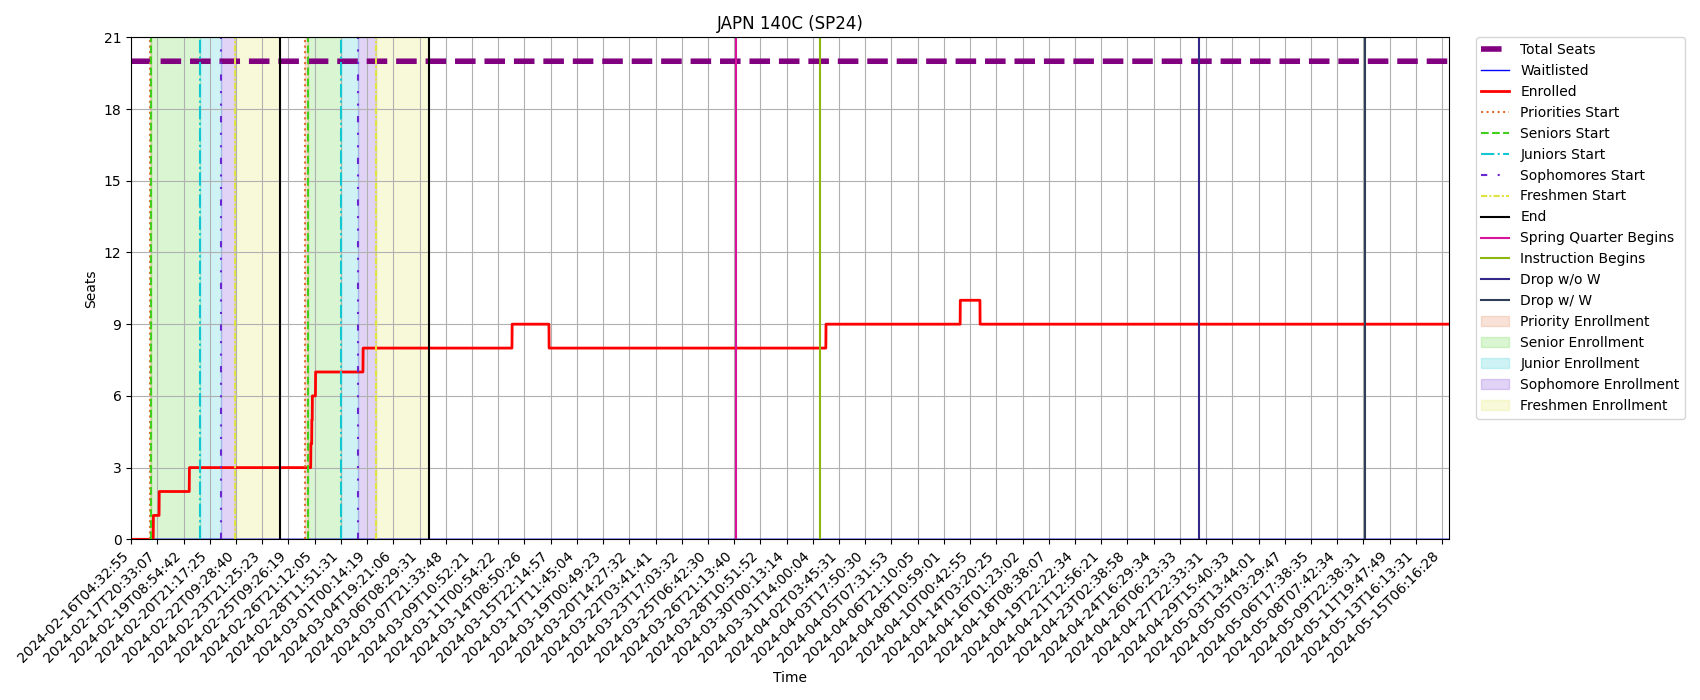 JAPN 140C (SP24)
Seats
21
18
15
12
9
6
3
0
2024-02-16T04:32:55
2024-02-17T20:33:07
2024-02-19T08:54:42
2024-02-20T21:17:25
2024-02-22T09:28:40
2024-02-23T21:25:23
2024-02-25T09:26:19
2024-02-26T21:12:05
2024-02-28T11:51:31
2024-03-01T00:14:19
2024-03-04T19:21:06
2024-03-06T08:29:31
2024-03-07T21:33:48
2024-03-09T10:52:21
2024-03-11T00:54:22
2024-03-14T08:50:26
2024-03-15T22:14:57
2024-03-17T11:45:04
2024-03-19T00:49:23
2024-03-20T14:27:32
2024-03-22T03:41:41
2024-03-23T17:03:32
2024-03-25T06:42:30
2024-03-26T21:13:40
2024-03-28T10:51:52
2024-03-30T00:13:14
2024-03-31T14:00:04
2024-04-02T03:45:31
2024-04-03T17:50:30
2024-04-05T07:31:53
2024-04-06T21:10:05
2024-04-08T10:59:01
2024-04-10T00:42:55
2024-04-14T03:20:25
2024-04-16T01:23:02
2024-04-18T08:38:07
2024-04-19T22:22:34
2024-04-21T12:56:21
2024-04-23T02:38:58
2024-04-24T16:29:34
2024-04-26T06:23:33
2024-04-27T22:33:31
2024-04-29T15:40:33
2024-05-03T13:44:01
2024-05-05T03:29:47
2024-05-06T17:38:35
2024-05-08T07:42:34
2024-05-09T22:38:31
2024-05-11T19:47:49
2024-05-13T16:13:31
2024-05-15T06:16:28
Time
Total Seats
Waitlisted
Enrolled
Priorities Start
Seniors Start
Juniors Start
Sophomores Start
Freshmen Start
End
Spring Quarter Begins
Instruction Begins
Drop w/o W
Drop w/ W
Priority Enrollment
Senior Enrollment
Junior Enrollment
Sophomore Enrollment
Freshmen Enrollment